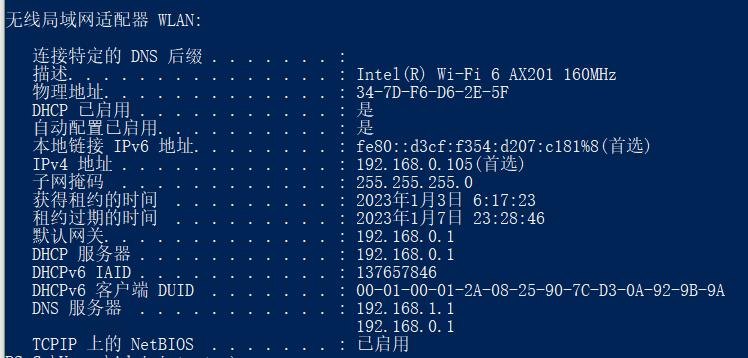 无线局域网适配器 WLAN:
连接特定的 DNS 后缀 . . . . . . . :
描述. . . . . . . . . . . . . . . : Intel(R) Wi-Fi 6 AX201 160MHz
物理地址. . . . . . . . . . . . . : 34-7D-F6-D6-2E-5F
DHCP 已启用 . . . . . . . . . . . : 是
自动配置已启用. . . . . . . . . . : 是
本地链接 IPv6 地址. . . . . . . . : fe80::d3cf:f354:d207:c181%8(首选)
IPv4 地址 . . . . . . . . . . . . : 192.168.0.105(首选)
子网掩码  . . . . . . . . . . . . : 255.255.255.0
获得租约的时间  . . . . . . . . . : 2023年1月3日 6:17:23
租约过期的时间  . . . . . . . . . : 2023年1月7日 23:28:46
默认网关. . . . . . . . . . . . . : 192.168.0.1
DHCP 服务器 . . . . . . . . . . . : 192.168.0.1
DHCPv6 IAID . . . . . . . . . . . : 137657846
DHCPv6 客户端 DUID  . . . . . . . : 00-01-00-01-2A-08-25-90-7C-D3-0A-92-9B-9A
DNS 服务器  . . . . . . . . . . . : 192.168.1.1
192.168.0.1
TCPIP 上的 NetBIOS  . . . . . . . : 已启用